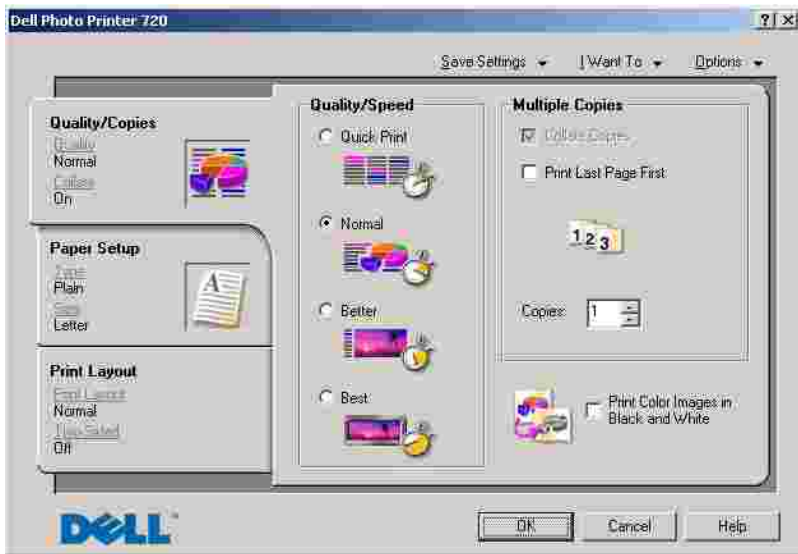 Dell Photo Printer 720
Save Settings
I Want To
Options
Quality/Copies
Quality
Normal
Collate
On
Paper Setup
Type
Plain
Size
Letter
Print Layout
Print Layout
Normal
Two-Sided
Off
Quality/Speed
Quick Print
Normal
Better
Best
Multiple Copies
Collate Copies
Print Last Page First
1 2 3
Copies: 1
Print Color Images in
Black and White
A
DELL
OK
Cancel
Help